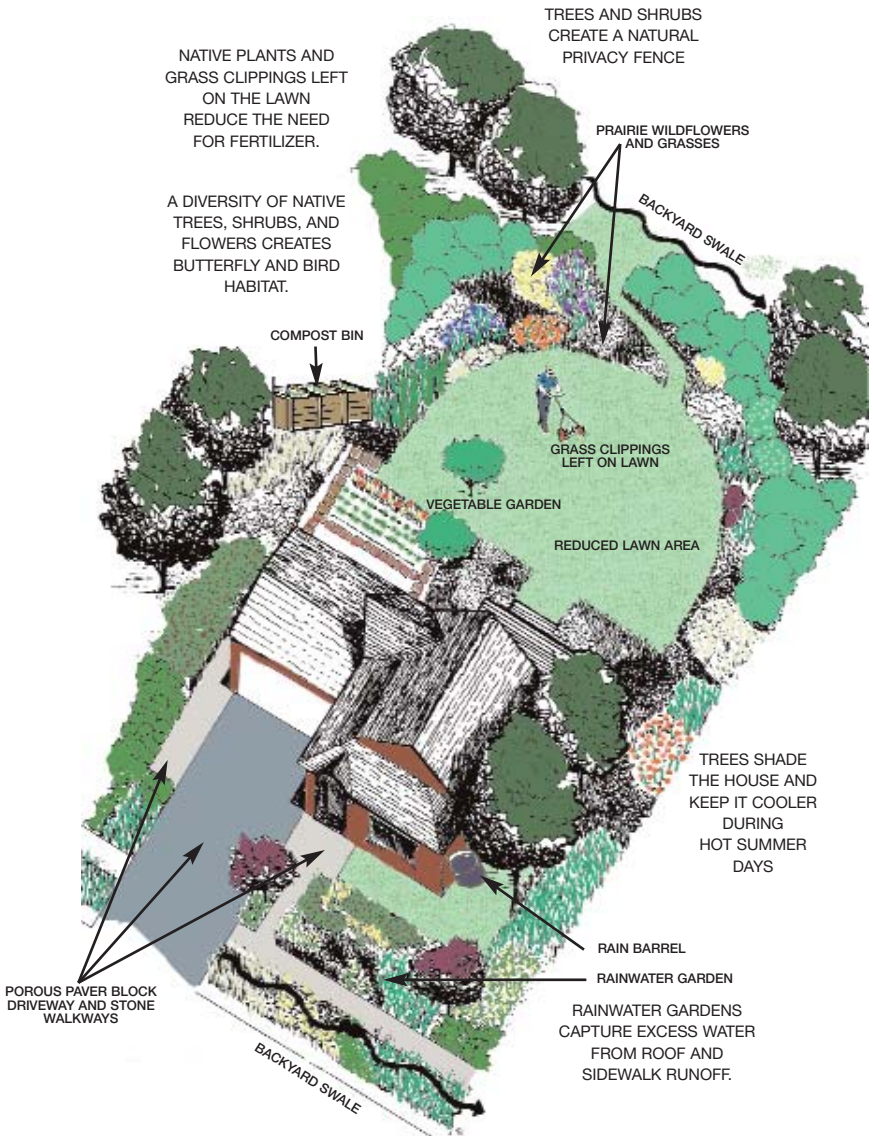 TREES AND SHRUBS
CREATE A NATURAL
PRIVACY FENCE
NATIVE PLANTS AND
GRASS CLIPPINGS LEFT
ON THE LAWN
REDUCE THE NEED
FOR FERTILIZER.
PRAIRIE WILDFLOWERS
AND GRASSES
A DIVERSITY OF NATIVE
TREES, SHRUBS, AND
FLOWERS CREATES
BUTTERFLY AND BIRD
HABITAT.
BACKYARD SWALE
COMPOST BIN
GRASS CLIPPINGS
LEFT ON LAWN
VEGETABLE GARDEN
REDUCED LAWN AREA
TREES SHADE
THE HOUSE AND
KEEP IT COOLER
DURING
HOT SUMMER
DAYS
RAIN BARREL
RAINWATER GARDEN
POROUS PAVER BLOCK
DRIVEWAY AND STONE
WALKWAYS
RAINWATER GARDENS
CAPTURE EXCESS WATER
FROM ROOF AND
SIDEWALK RUNOFF.
BACKYARD SWALE